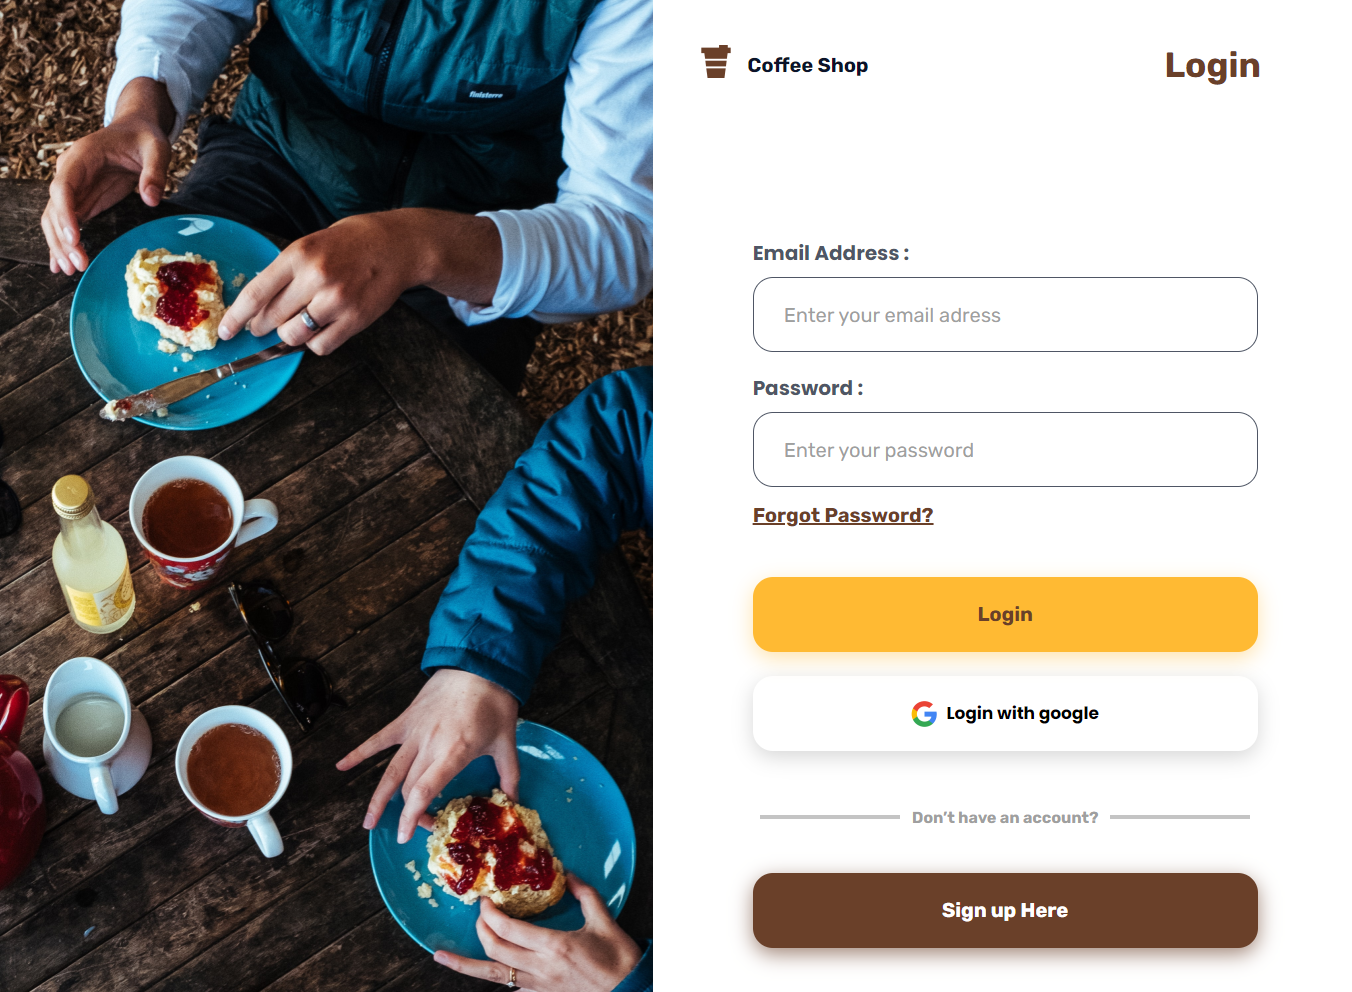 finisterre
Coffee Shop
Login
Email Address :
Enter your email adress
Password :
Enter your password
Forgot Password?
Login
Login with google
Don't have an account?
Sign up Here